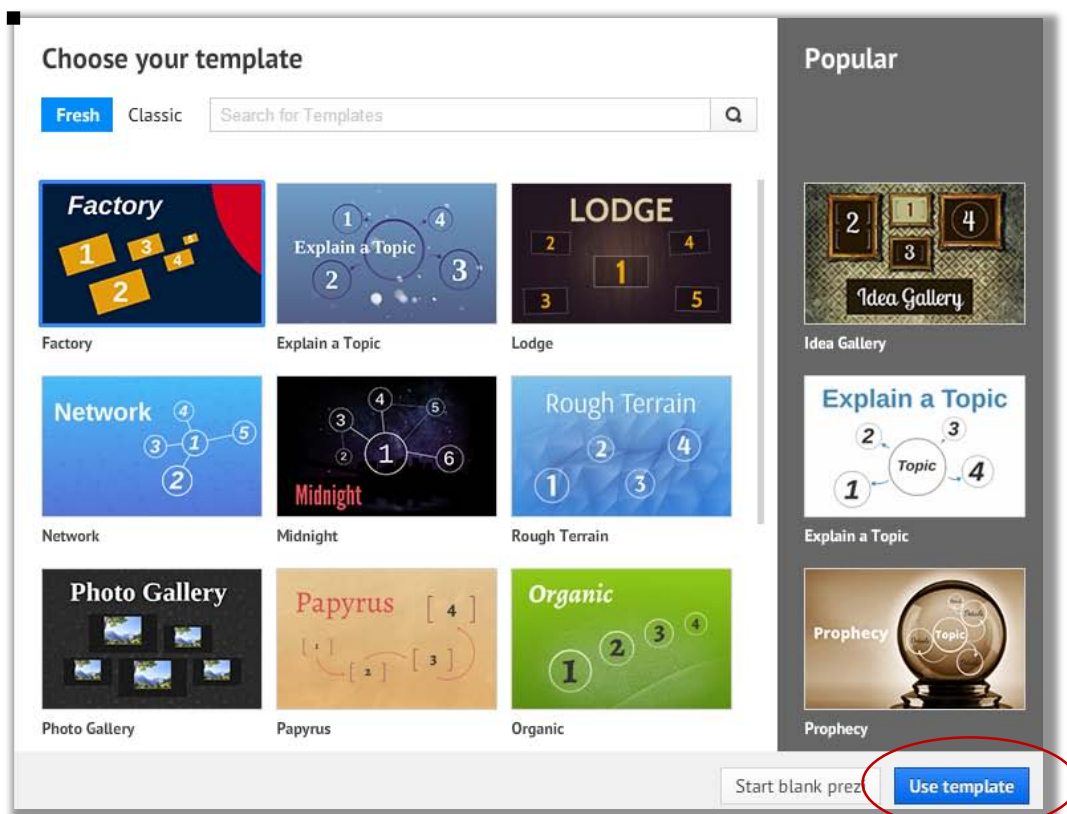 Choose your template
Popular
Fresh Classic Search for Templates
Factory
1 3 5 4 2
Explain a Topic
1 4 2 3
LODGE
2 4 1 3 5
2 1 4 3
Idea Gallery
Factory
Explain a Topic
Lodge
Idea Gallery
Network
4 3 1 5 2
4 3 5 2 1 6
Midnight
Rough Terrain
2 4 1 3
Explain a Topic
2 3 Topic 1 4
Network
Midnight
Rough Terrain
Explain a Topic
Photo Gallery
Papyrus
[ 4 ]
[ 1 ] [ 2 ] [ 3 ]
Organic
1 2 3 4
Prophecy
Topic
Photo Gallery
Papyrus
Organic
Prophecy
Start blank prez
Use template